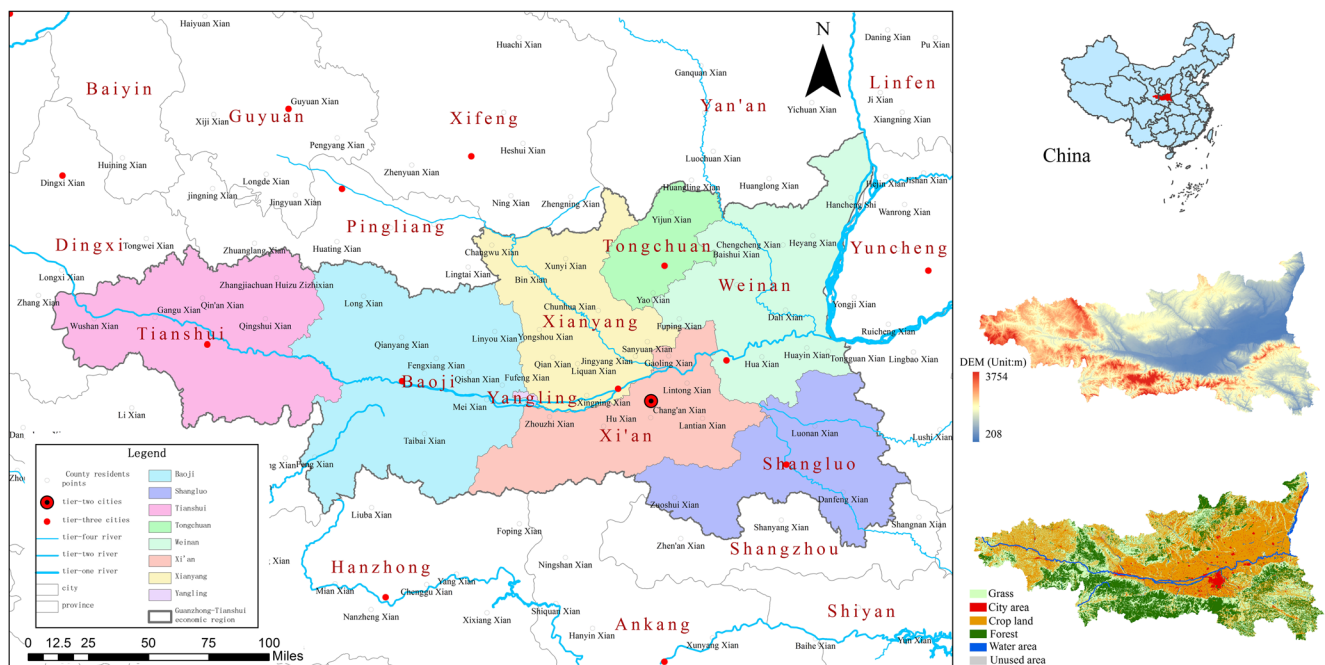 N
Haiyuan Xian
Huachi Xian
Daning Xian
Pu Xian
Ganquan Xian
Linfen
Baiyin
Guyuan Xian
Guyuan
Yan'an
Ji Xian
Yichuan Xian
Xiji Xian
Xifeng
Xiangning Xian
Pengyang Xian
Heshui Xian
Huining Xian
Luochuan Xian
Zhenyuan Xian
Dingxi Xian
Longde Xian
Huangling Xian
Huanglong Xian
Hejin Xian
Jishan Xian
jingning Xian
Jingyuan Xian
Ning Xian
Zhengning Xian
Hancheng Shi
Wanrong Xian
Pingliang
Yijun Xian
Dingxi
Tongwei Xian
Zhuanglang Xian
Huating Xian
Changwu Xian
Tongchuan
Chengcheng Xian
Baishui Xian
Heyang Xian
Yuncheng
Lingtai Xian
Xunyi Xian
Longxi Xian
Bin Xian
Zhangjiachuan Huizu Zizhixian
Weinan
Zhang Xian
Long Xian
Chunhua Xian
Yao Xian
Yongji Xian
Gangu Xian
Qin'an Xian
Dali Xian
Wushan Xian
Qingshui Xian
Xianyang
Fuping Xian
Ruicheng Xian
Tianshui
Linyou Xian
Yongshou Xian
Qianyang Xian
Sanyuan Xian
Huayin Xian
Tongguan Xian
Lingbao Xian
Fengxiang Xian
Qian Xian
Jingyang Xian
Gaoling Xian
Hua Xian
Liquan Xian
Baoji
Qishan Xian
Fufeng Xian
Yangling
Lintong Xian
Mei Xian
Xingping Xian
Li Xian
Chang'an Xian
Zhouzhi Xian
Hu Xian
Lantian Xian
Taibai Xian
Xi'an
Luonan Xian
Lushi Xian
Feng Xian
Shangluo
Zuoshui Xian
Danfeng Xian
Liuba Xian
Foping Xian
Shanyang Xian
Shangnan Xian
Zhen'an Xian
Shangzhou
Hanzhong
Ningshan Xian
Yang Xian
Mian Xian
Chenggu Xian
Nanzheng Xian
Shiquan Xian
Shiyan
Xixiang Xian
Hanyin Xian
Ankang
Xunyang Xian
Baihe Xian
Yun Xian
Legend
County residents
points
tier-two cities
tier-three cities
tier-four river
tier-two river
tier-one river
city
province
Baoji
Shangluo
Tianshui
Tongchuan
Weinan
Xi'an
Xianyang
Yangling
Guanzhong-Tianshui
economic region
0 12.5 25 50 75 100
Miles
China
DEM (Unit:m)
3754
208
Grass
City area
Crop land
Forest
Water area
Unused area